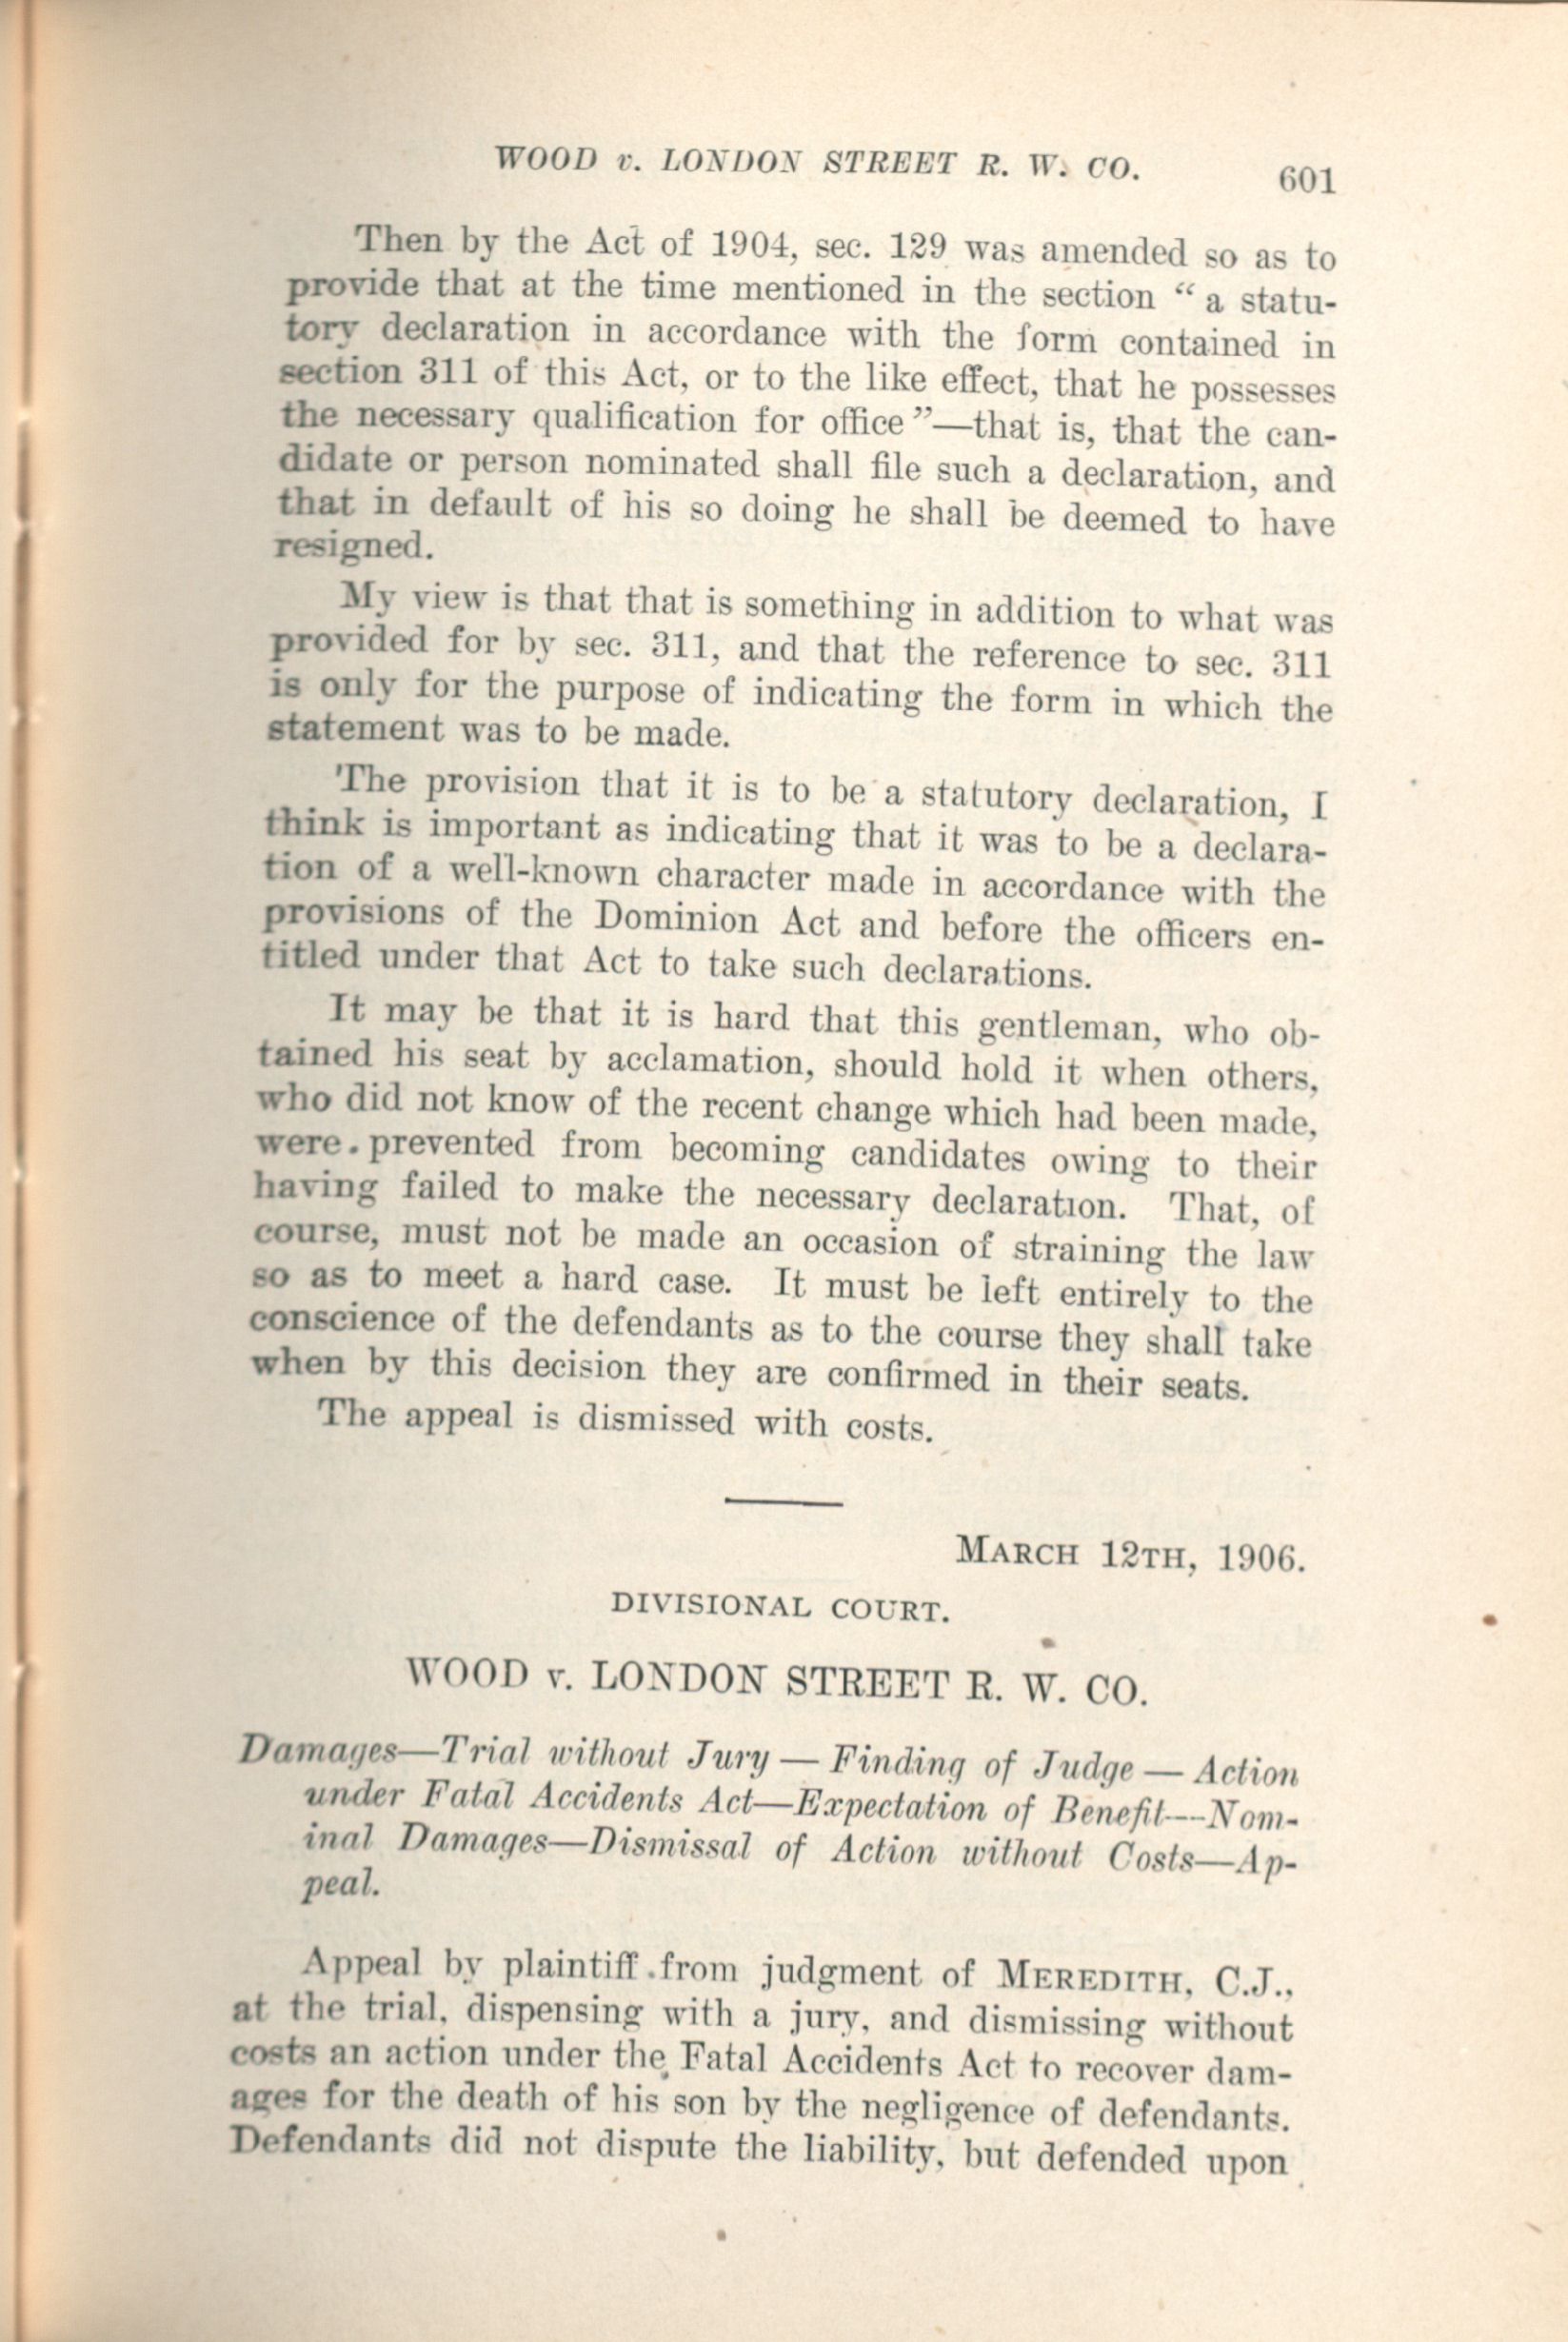 WOOD v. LONDON STREET R. W. CO. 601
Then by the Act of 1904, sec. 129 was amended so as to
provide that at the time mentioned in the section " a statu-
tory declaration in accordance with the form contained in
section 311 of this Act, or to the like effect, that he possesses
the necessary qualification for office "—that is, that the can-
didate or person nominated shall file such a declaration, and
that in default of his so doing he shall be deemed to have
resigned.
My view is that that is something in addition to what was
provided for by sec. 311, and that the reference to sec. 311
is only for the purpose of indicating the form in which the
statement was to be made.
The provision that it is to be a statutory declaration, I
think is important as indicating that it was to be a declara-
tion of a well-known character made in accordance with the
provisions of the Dominion Act and before the officers en-
titled under that Act to take such declarations.
It may be that it is hard that this gentleman, who ob-
tained his seat by acclamation, should hold it when others,
who did not know of the recent change which had been made,
were prevented from becoming candidates owing to their
having failed to make the necessary declaration. That, of
course, must not be made an occasion of straining the law
so as to meet a hard case. It must be left entirely to the
conscience of the defendants as to the course they shall take
when by this decision they are confirmed in their seats.
The appeal is dismissed with costs.
MARCH 12TH, 1906.
DIVISIONAL COURT.
WOOD v. LONDON STREET R. W. CO.
Damages—Trial without Jury — Finding of Judge — Action
under Fatal Accidents Act—Expectation of Benefit—Nom-
inal Damages—Dismissal of Action without Costs—Ap-
peal.
Appeal by plaintiff from judgment of MEREDITH, C.J.,
at the trial, dispensing with a jury, and dismissing without
costs an action under the Fatal Accidents Act to recover dam-
ages for the death of his son by the negligence of defendants.
Defendants did not dispute the liability, but defended upon